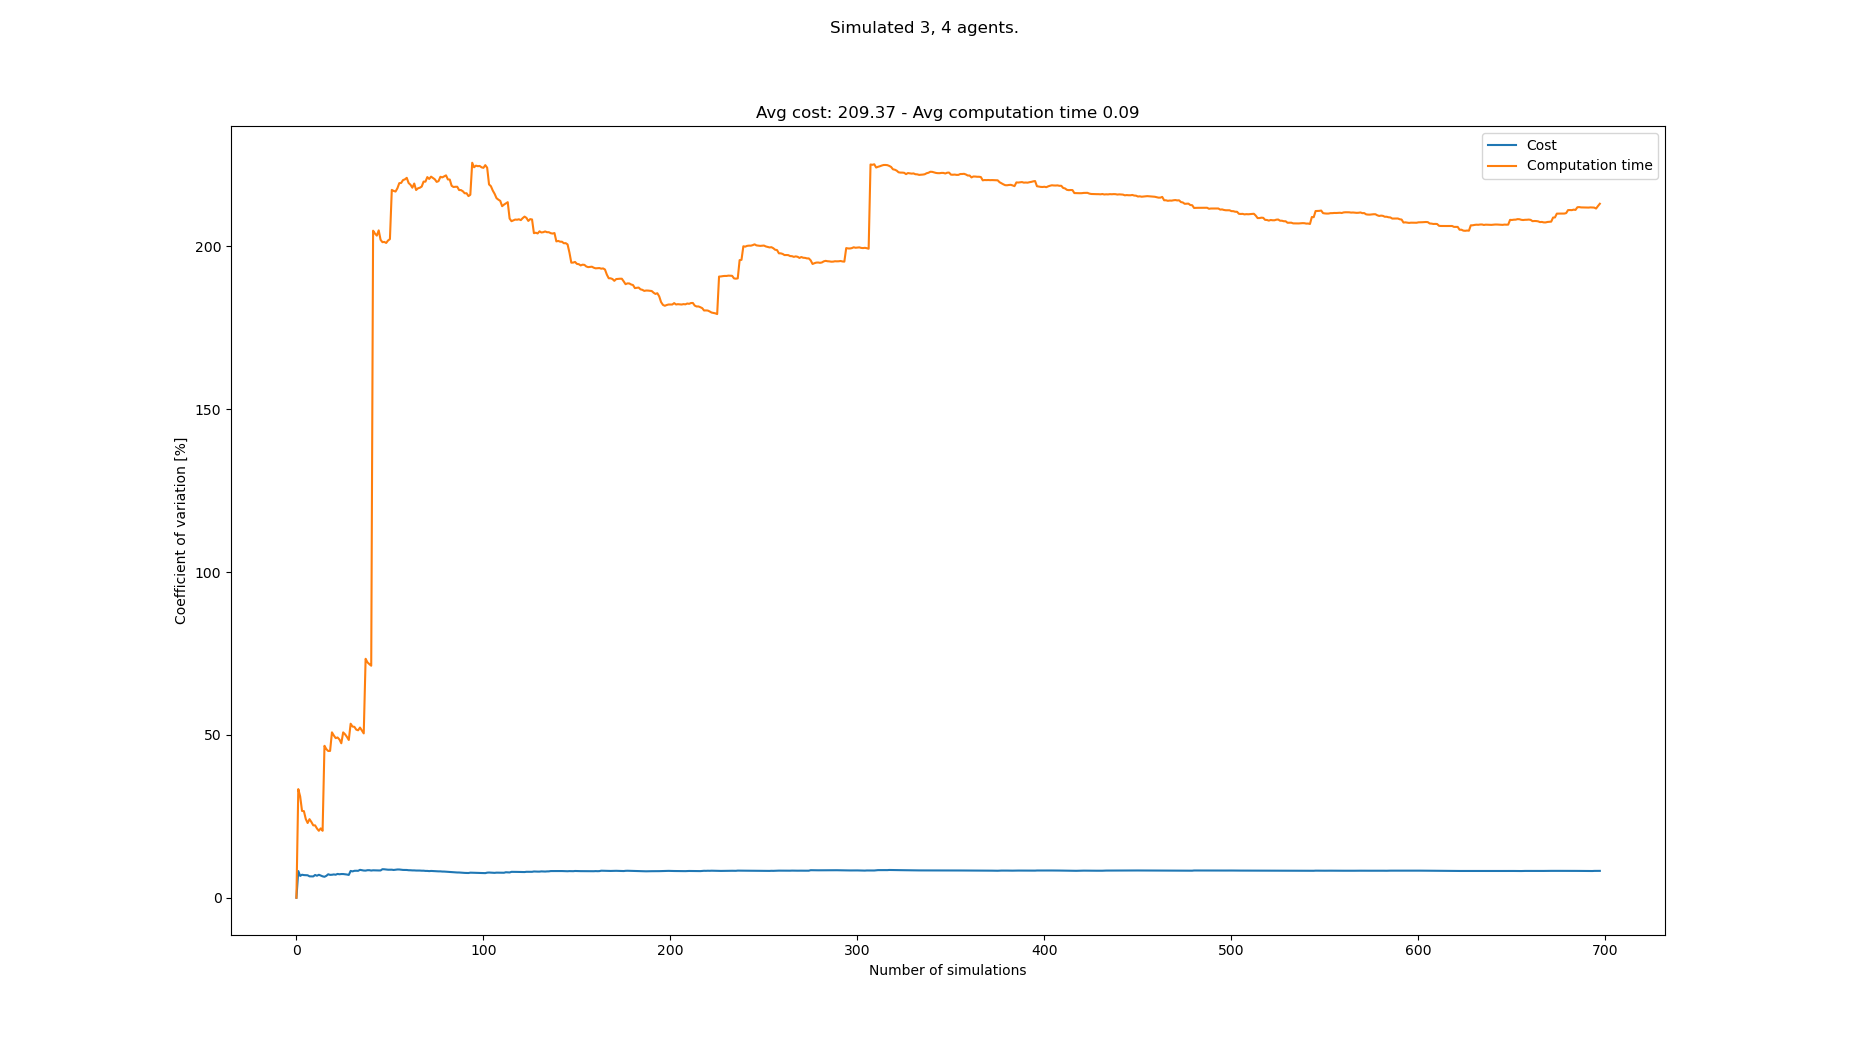 Simulated 3, 4 agents.
Avg cost: 209.37 - Avg computation time 0.09
Cost
Computation time
200
150
100
50
0
Coefficient of variation [%]
0 100 200 300 400 500 600 700
Number of simulations